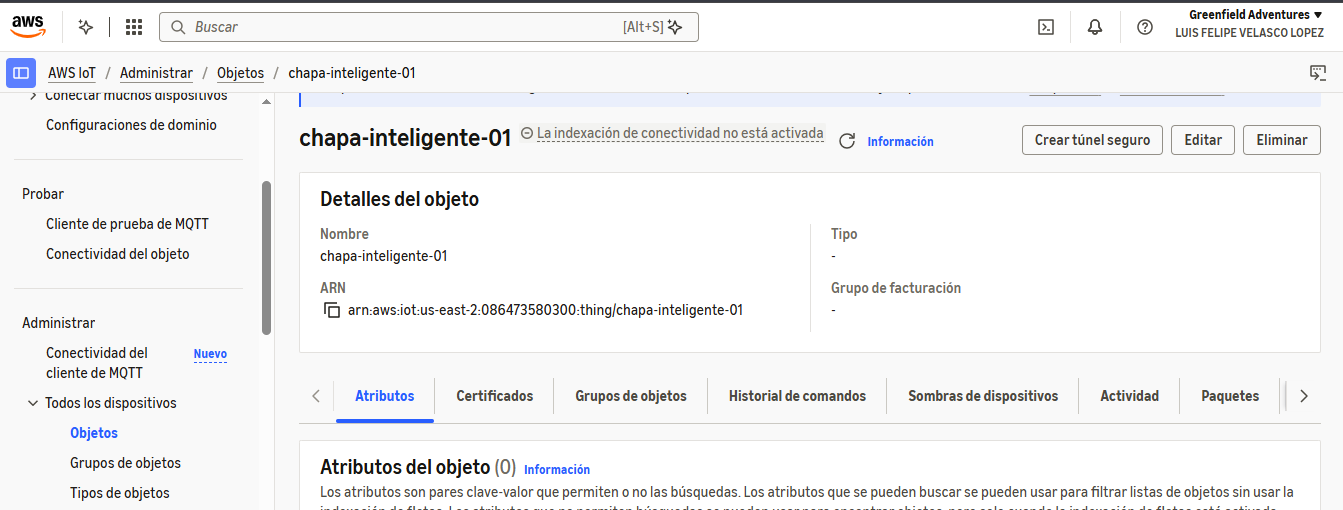 aws
Buscar [Alt+S]
Greenfield Adventures
LUIS FELIPE VELASCO LOPEZ
AWS IoT / Administrar / Objetos / chapa-inteligente-01
Conectar muchos dispositivos
Configuraciones de dominio
Probar
Cliente de prueba de MQTT
Conectividad del objeto
Administrar
Conectividad del cliente de MQTT Nuevo
Todos los dispositivos
Objetos
Grupos de objetos
Tipos de objetos
chapa-inteligente-01 La indexación de conectividad no está activada Información
Crear túnel seguro Editar Eliminar
Detalles del objeto
Nombre
chapa-inteligente-01
ARN
arn:aws:iot:us-east-2:086473580300:thing/chapa-inteligente-01
Tipo
-
Grupo de facturación
-
Atributos Certificados Grupos de objetos Historial de comandos Sombras de dispositivos Actividad Paquetes
Atributos del objeto (0) Información
Los atributos son pares clave-valor que permiten o no las búsquedas. Los atributos que se pueden buscar se pueden usar para filtrar listas de objetos sin usar la